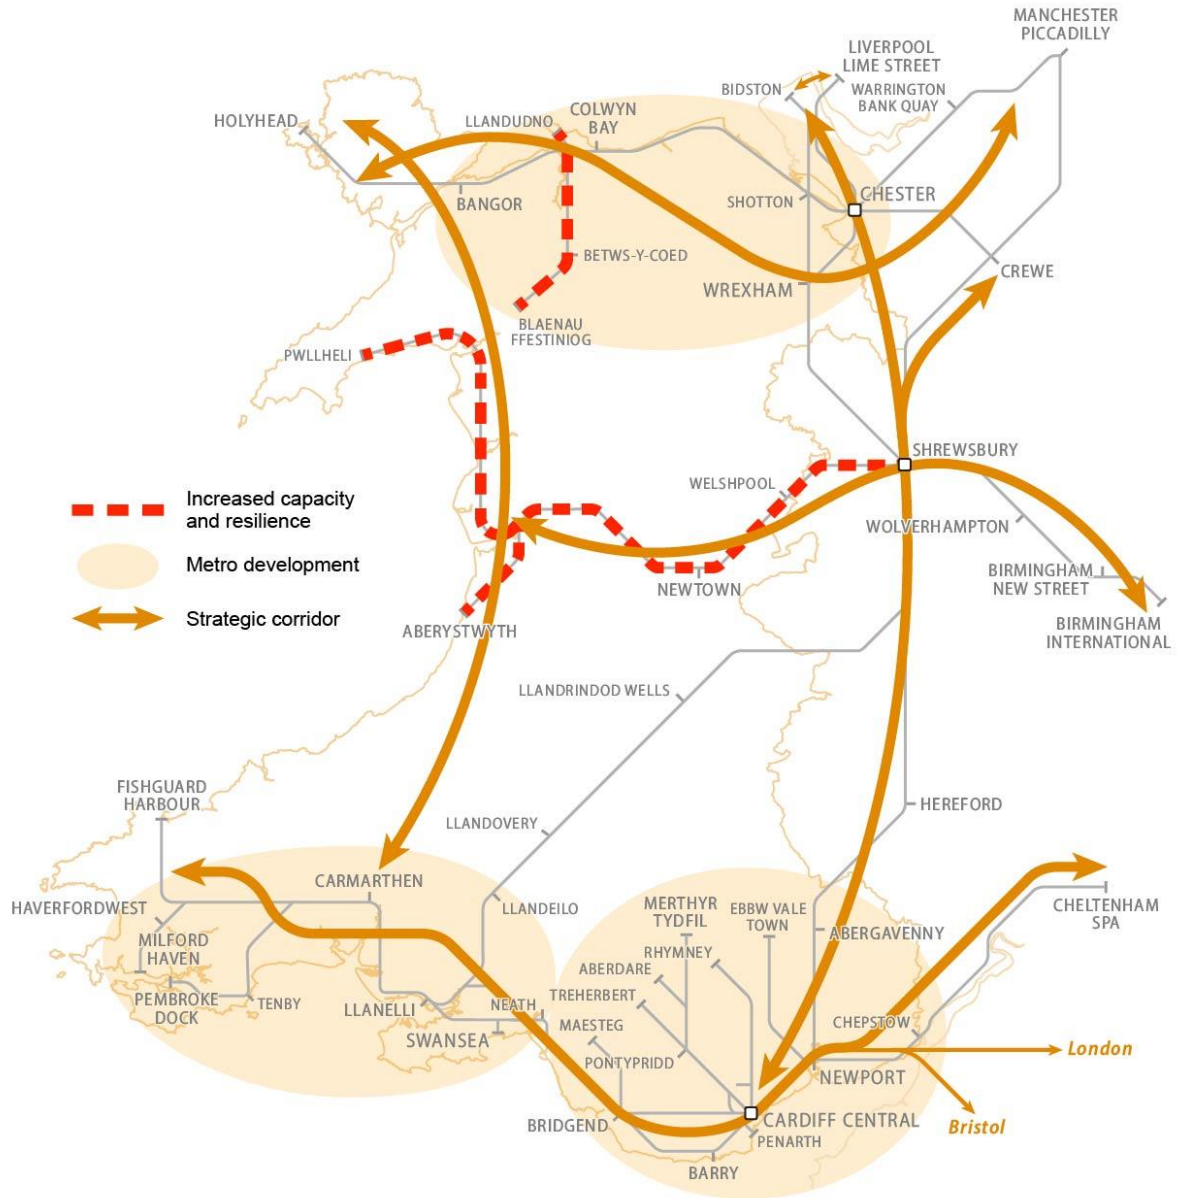 MANCHESTER
PICCADILLY
LIVERPOOL
LIME STREET
BIDSTON
WARRINGTON
BANK QUAY
HOLYHEAD
LLANDUDNO
COLWYN
BAY
BANGOR
SHOTTON
CHESTER
BETWS-Y-COED
CREWE
WREXHAM
BLAENAU
FFESTINIOG
PWLLHELI
SHREWSBURY
WELSHPOOL
Increased capacity
and resilience
WOLVERHAMPTON
Metro development
BIRMINGHAM
NEW STREET
NEWTOWN
Strategic corridor
ABERYSTWYTH
BIRMINGHAM
INTERNATIONAL
LLANDRINDOD WELLS
FISHGUARD
HARBOUR
HEREFORD
LLANDOVERY
CARMARTHEN
HAVERFORDWEST
LLANDEILO
MERTHYR
TYDFIL
EBBW VALE
TOWN
CHELTENHAM
SPA
MILFORD
HAVEN
ABERGAVENNY
RHYMNEY
ABERDARE
TREHERBERT
PEMBROKE
DOCK
TENBY
LLANELLI
NEATH
SWANSEA
MAESTEG
CHEPSTOW
PONTYPRIDD
London
NEWPORT
BRIDGEND
CARDIFF CENTRAL
Bristol
PENARTH
BARRY